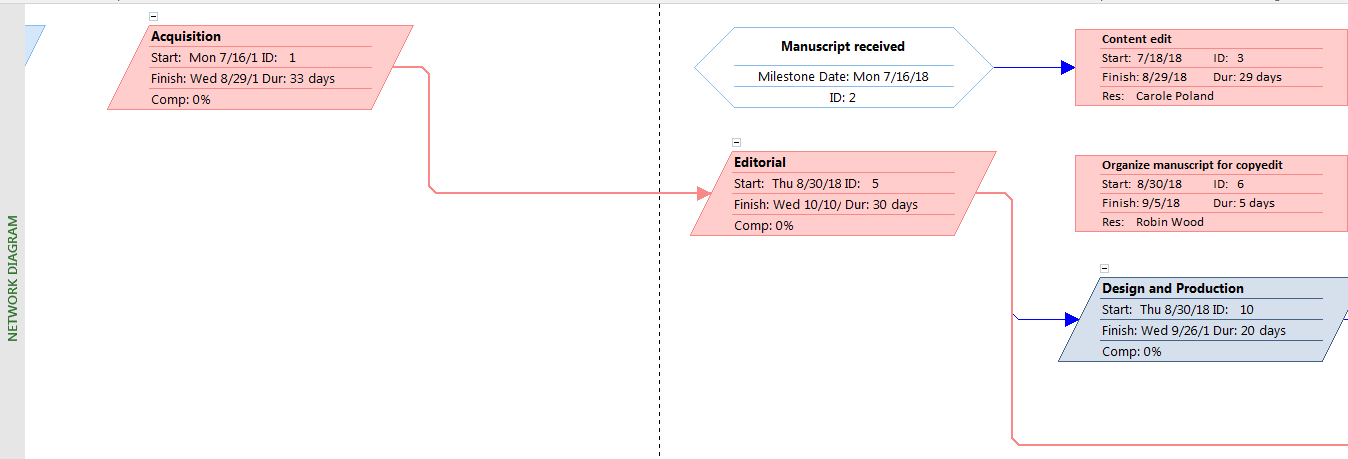 NETWORK DIAGRAM
Acquisition
Start: Mon 7/16/1 ID: 1
Finish: Wed 8/29/1 Dur: 33 days
Comp: 0%
Manuscript received
Milestone Date: Mon 7/16/18
ID: 2
Content edit
Start: 7/18/18 ID: 3
Finish: 8/29/18 Dur: 29 days
Res: Carole Poland
Editorial
Start: Thu 8/30/18 ID: 5
Finish: Wed 10/10/ Dur: 30 days
Comp: 0%
Organize manuscript for copyedit
Start: 8/30/18 ID: 6
Finish: 9/5/18 Dur: 5 days
Res: Robin Wood
Design and Production
Start: Thu 8/30/18 ID: 10
Finish: Wed 9/26/1 Dur: 20 days
Comp: 0%